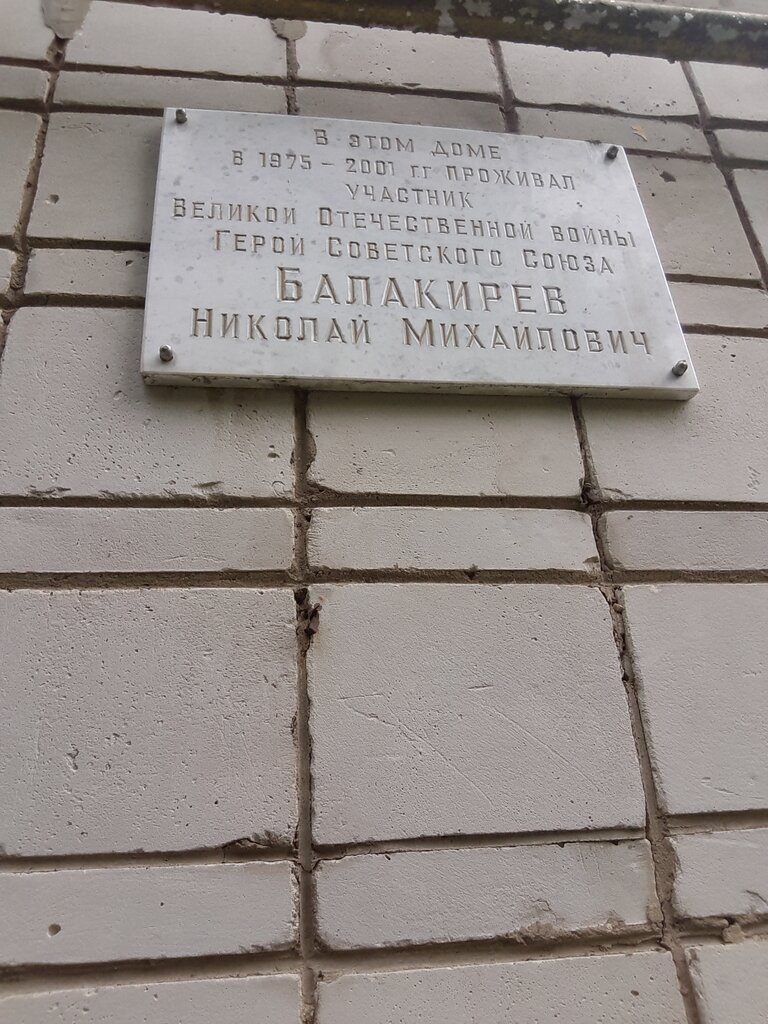 В ЭТОМ ДОМЕ
В 1975 – 2001 ГГ ПРОЖИВАЛ
УЧАСТНИК
ВЕЛИКОЙ ОТЕЧЕСТВЕННОЙ ВОЙНЫ
ГЕРОЙ СОВЕТСКОГО СОЮЗА
БАЛАКИРЕВ
НИКОЛАЙ МИХАЙЛОВИЧ